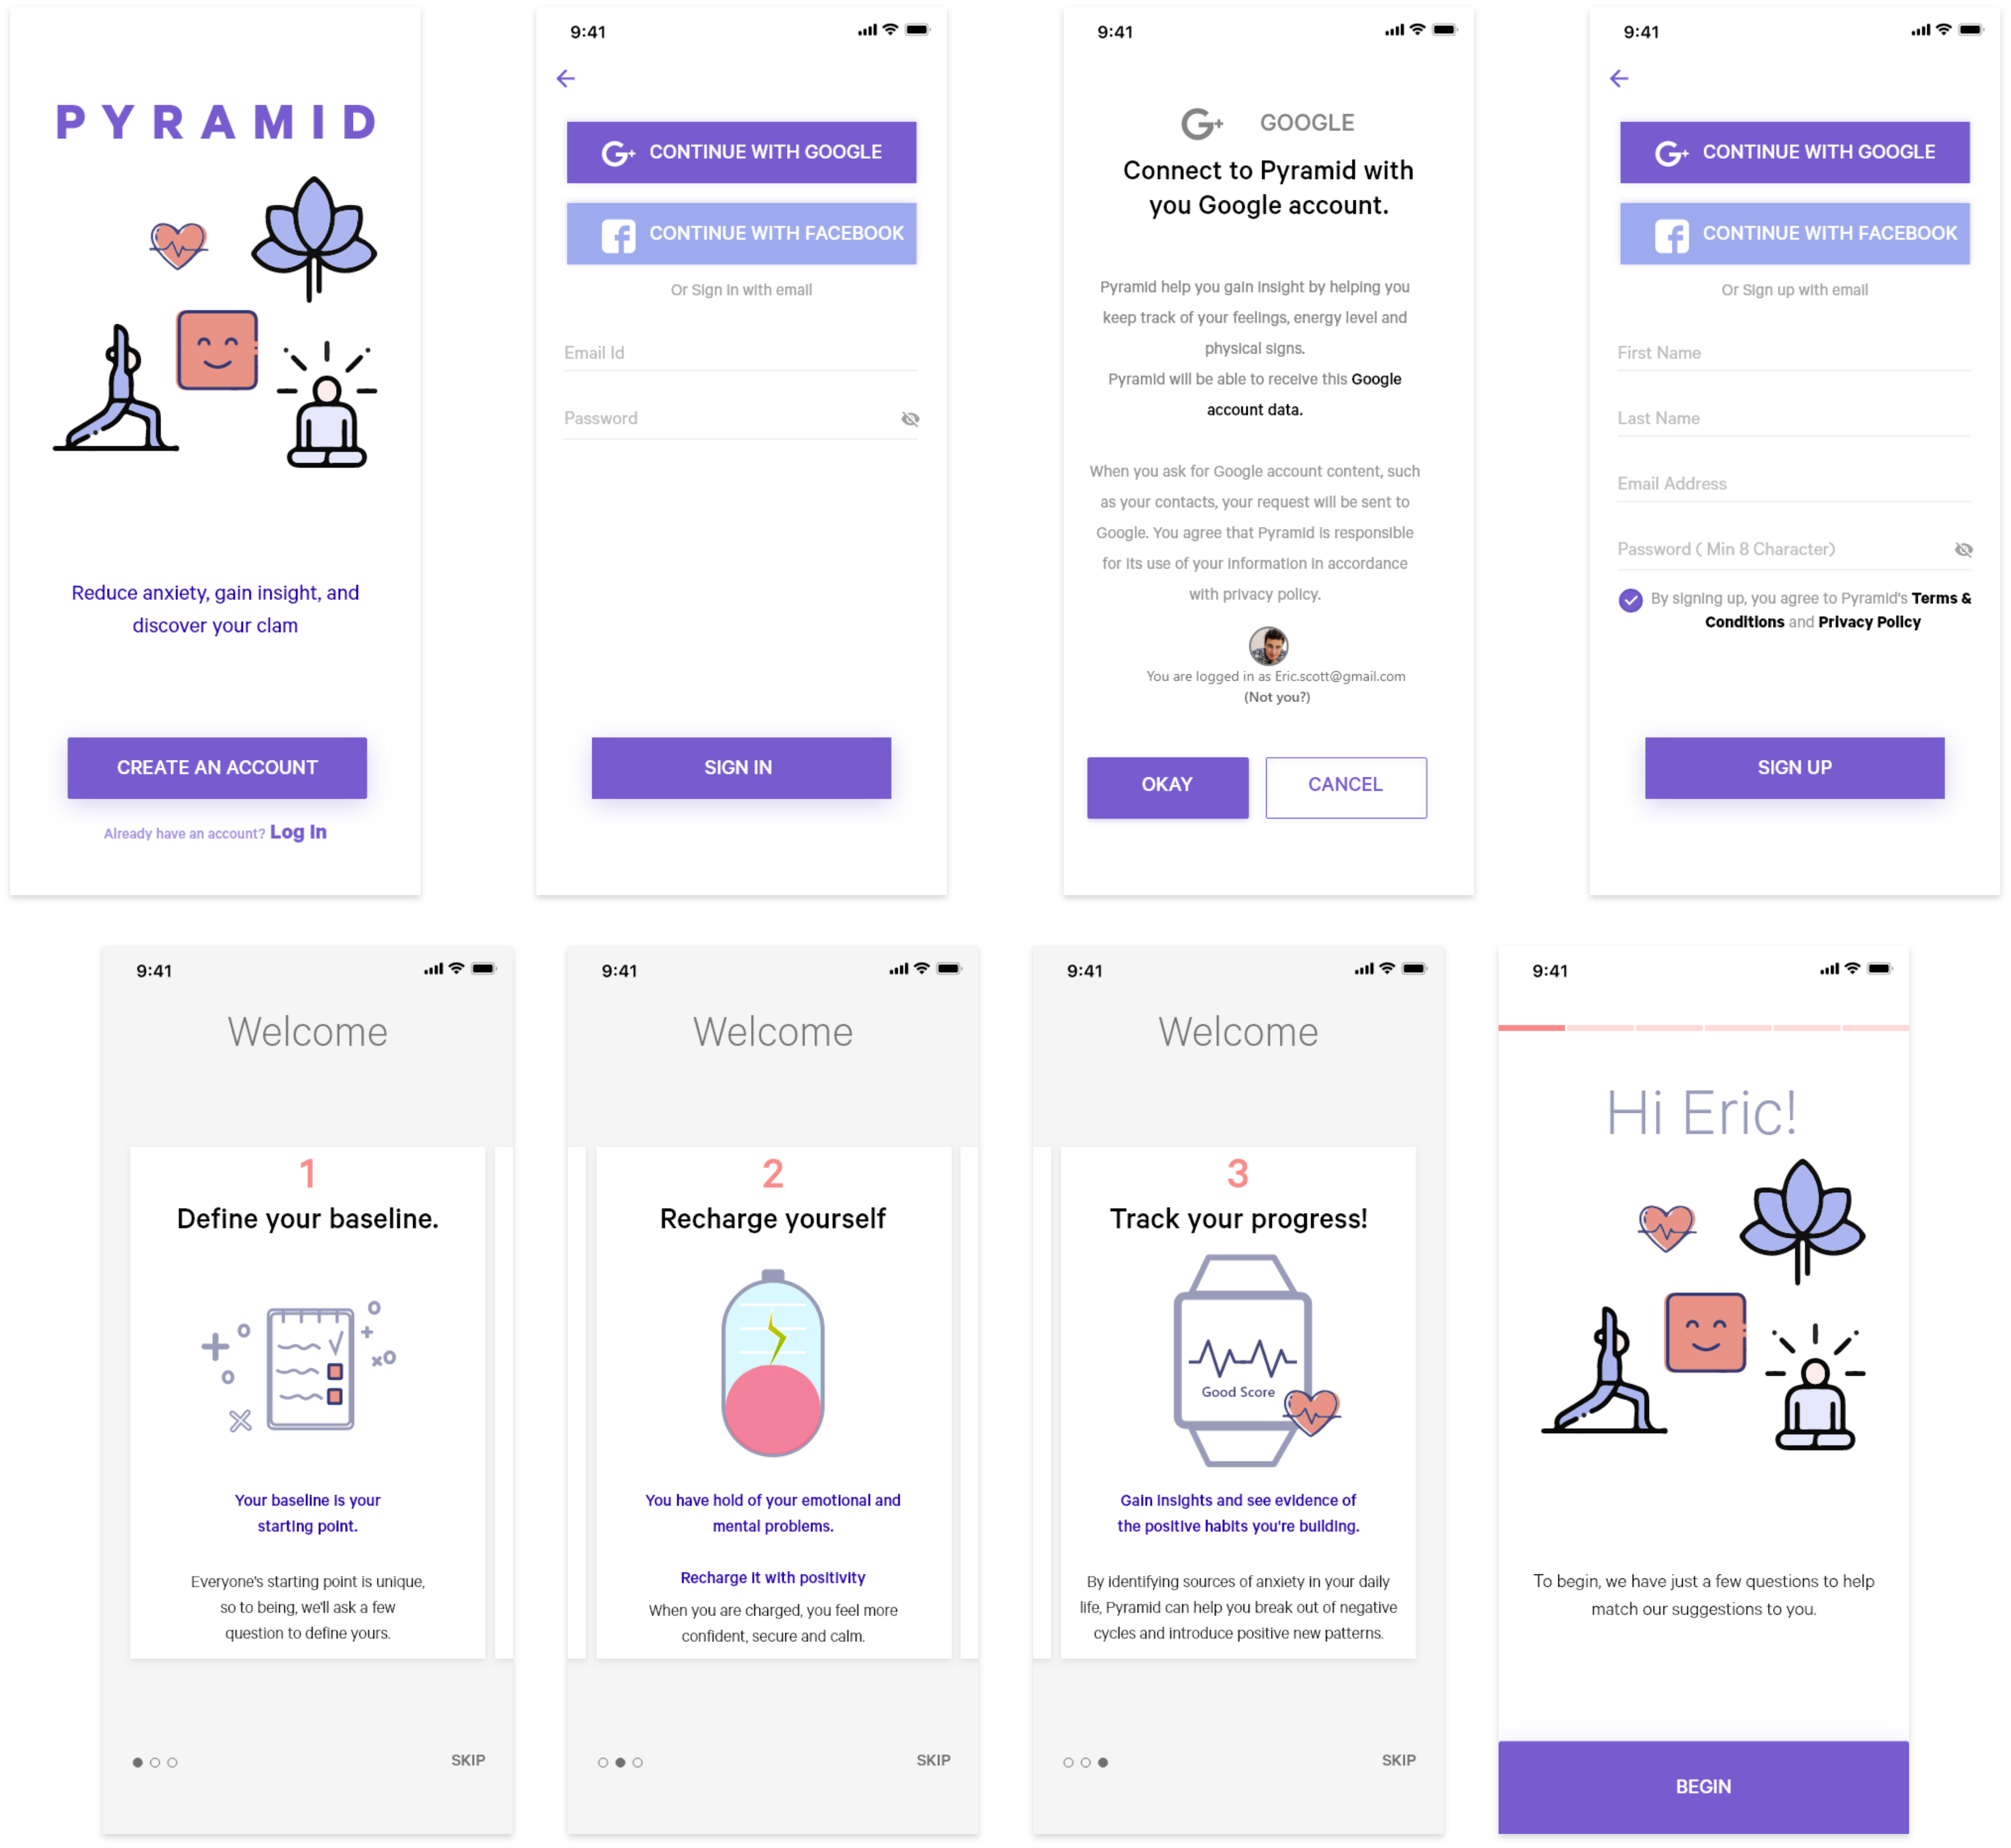 PYRAMID
Reduce anxiety, gain insight, and
discover your clam
CREATE AN ACCOUNT
Already have an account? Log In
9:41
G+ CONTINUE WITH GOOGLE
f CONTINUE WITH FACEBOOK
Or Sign in with email
Email Id
Password
SIGN IN
9:41
G+ GOOGLE
Connect to Pyramid with
you Google account.
Pyramid help you gain insight by helping you
keep track of your feelings, energy level and
physical signs.
Pyramid will be able to receive this Google
account data.
When you ask for Google account content, such
as your contacts, your request will be sent to
Google. You agree that Pyramid is responsible
for its use of your information in accordance
with privacy policy.
You are logged in as Eric.scott@gmail.com
(Not you?)
OKAY
CANCEL
9:41
G+ CONTINUE WITH GOOGLE
f CONTINUE WITH FACEBOOK
Or Sign up with email
First Name
Last Name
Email Address
Password ( Min 8 Character)
By signing up, you agree to Pyramid's Terms &
Conditions and Privacy Policy
SIGN UP
9:41
Welcome
1
Define your baseline.
Your baseline is your
starting point.
Everyone's starting point is unique,
so to being, we'll ask a few
question to define yours.
SKIP
9:41
Welcome
2
Recharge yourself
You have hold of your emotional and
mental problems.
Recharge it with positivity
When you are charged, you feel more
confident, secure and calm.
SKIP
9:41
Welcome
3
Track your progress!
Good Score
Gain insights and see evidence of
the positive habits you're building.
By identifying sources of anxiety in your daily
life, Pyramid can help you break out of negative
cycles and introduce positive new patterns.
SKIP
9:41
Hi Eric!
To begin, we have just a few questions to help
match our suggestions to you.
BEGIN